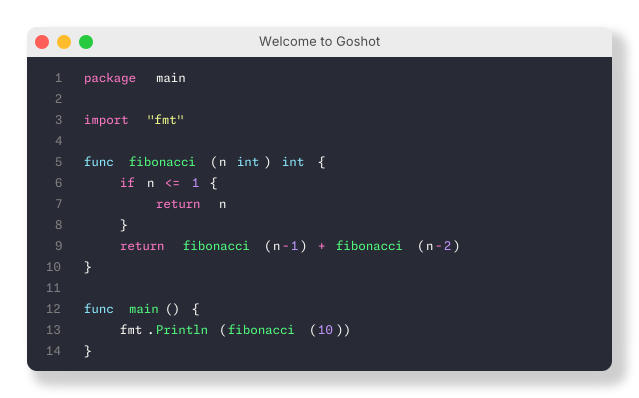 Welcome to Goshot
1 package main
2
3 import "fmt"
4
5 func fibonacci (n int) int {
6     if n <= 1 {
7         return n
8     }
9     return fibonacci (n-1) + fibonacci (n-2)
10 }
11
12 func main () {
13     fmt.Println (fibonacci (10))
14 }